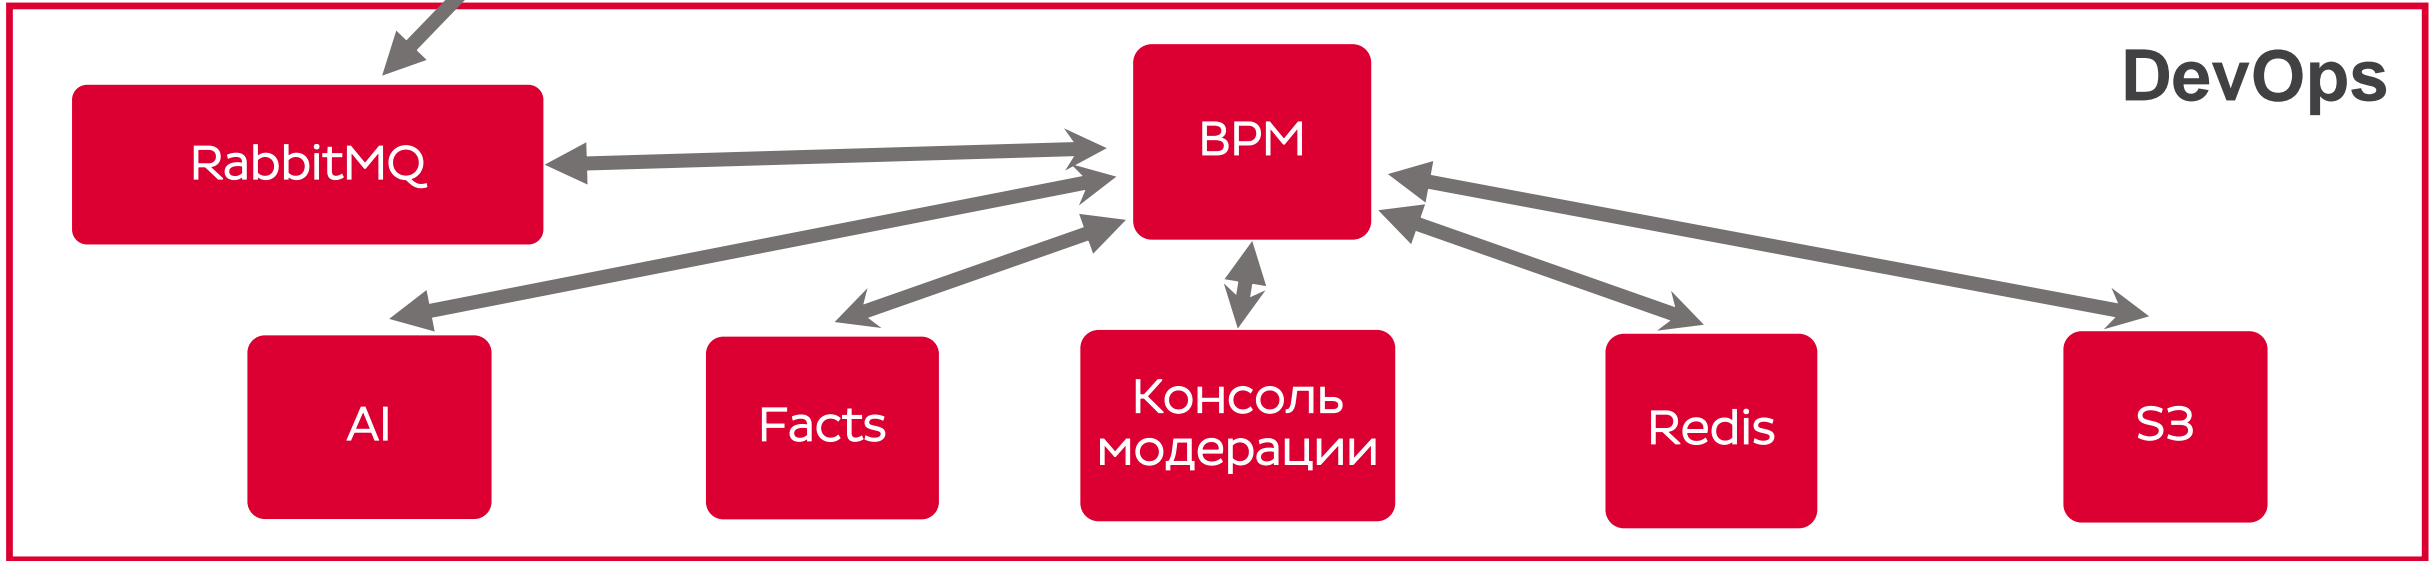 DevOps
BPM
RabbitMQ
AI
Facts
Консоль
модерации
Redis
S3